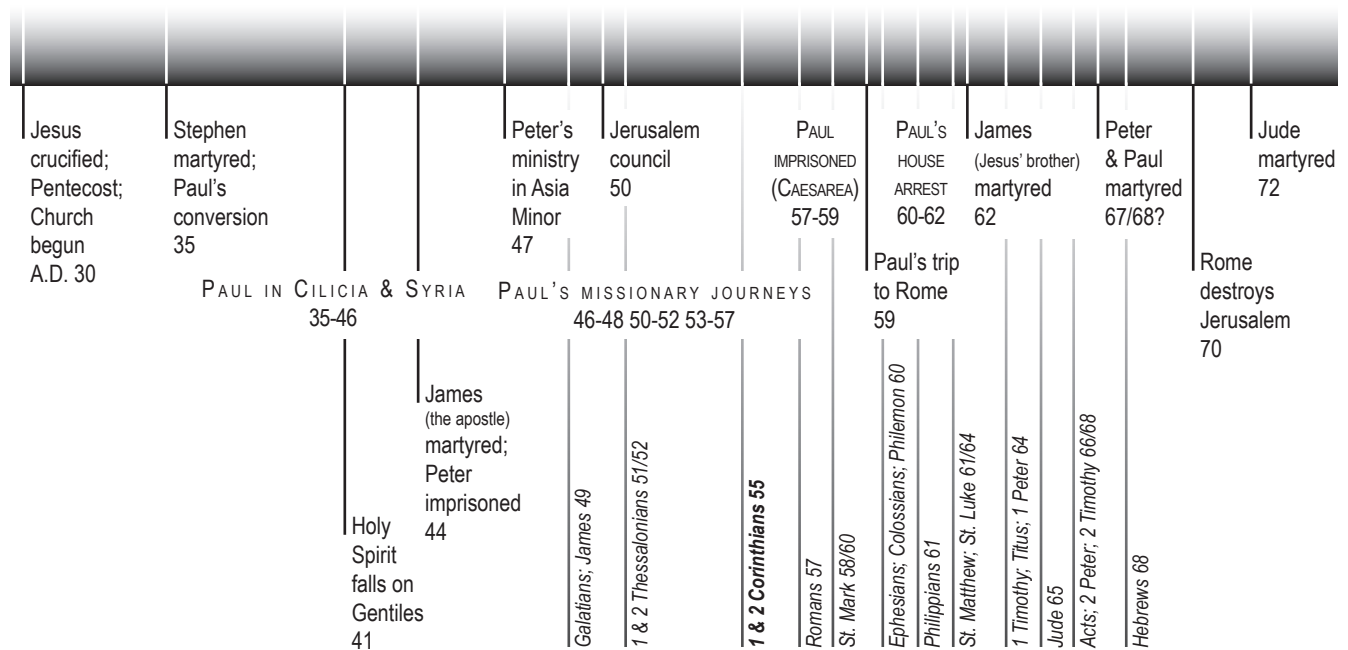 Jesus
crucified;
Pentecost;
Church
begun
A.D. 30
Stephen
martyred;
Paul's
conversion
35
Peter's
ministry
in Asia
Minor
47
Jerusalem
council
50
PAUL
IMPRISONED
(CAESAREA)
57-59
PAUL'S
HOUSE
ARREST
60-62
James
(Jesus' brother)
martyred
62
Peter
& Paul
martyred
67/68?
Jude
martyred
72
PAUL IN CILICIA & SYRIA
35-46
PAUL'S MISSIONARY JOURNEYS
46-48 50-52 53-57
Paul's trip
to Rome
59
Rome
destroys
Jerusalem
70
Holy
Spirit
falls on
Gentiles
41
James
(the apostle)
martyred;
Peter
imprisoned
44
Galatians; James 49
1 & 2 Thessalonians 51/52
1 & 2 Corinthians 55
Romans 57
St. Mark 58/60
Ephesians; Colossians; Philemon 60
Philippians 61
St. Matthew; St. Luke 61/64
1 Timothy; Titus; 1 Peter 64
Jude 65
Acts; 2 Peter; 2 Timothy 66/68
Hebrews 68